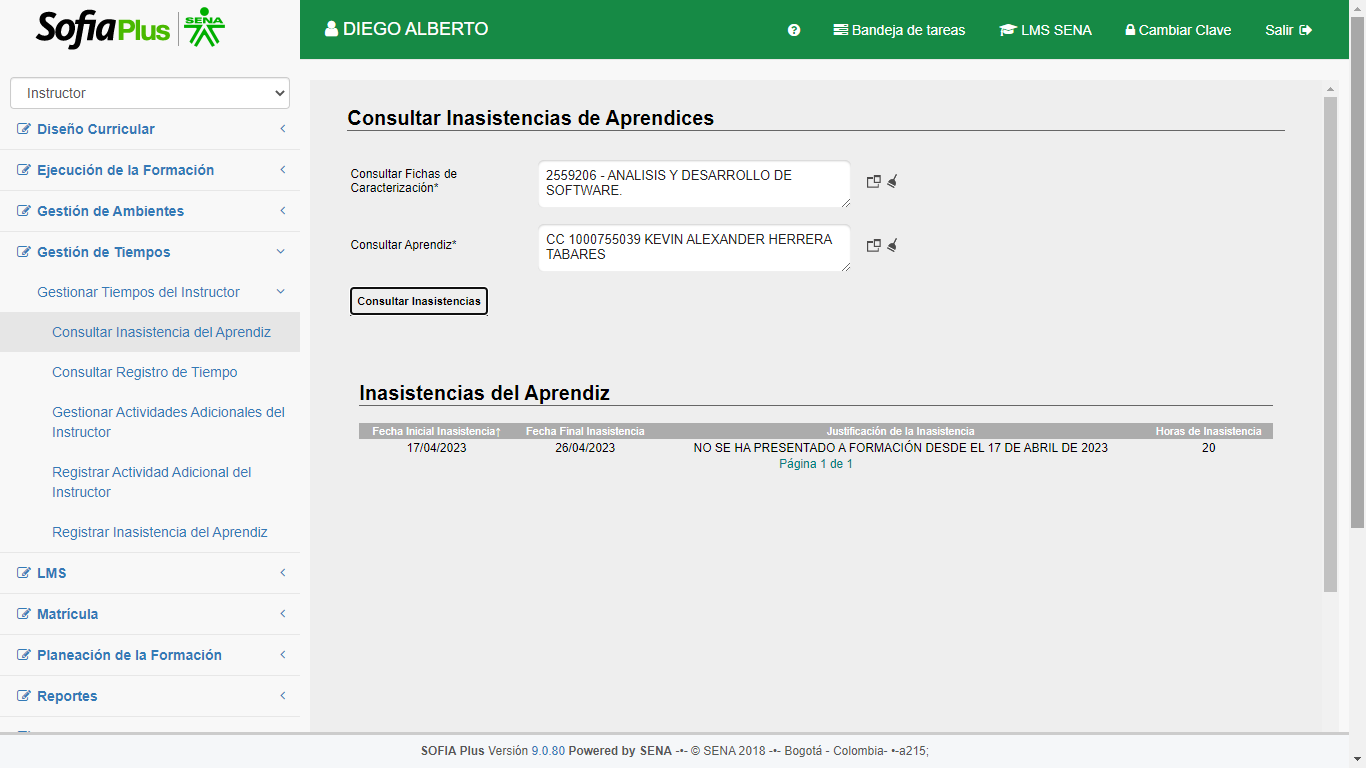 Sofia Plus SENA
DIEGO ALBERTO
Bandeja de tareas
LMS SENA
Cambiar Clave
Salir
Instructor
Diseño Curricular
Ejecución de la Formación
Gestión de Ambientes
Gestión de Tiempos
Gestionar Tiempos del Instructor
Consultar Inasistencia del Aprendiz
Consultar Registro de Tiempo
Gestionar Actividades Adicionales del
Instructor
Registrar Actividad Adicional del
Instructor
Registrar Inasistencia del Aprendiz
LMS
Matrícula
Planeación de la Formación
Reportes
Consultar Inasistencias de Aprendices
Consultar Fichas de
Caracterización*
2559206 - ANALISIS Y DESARROLLO DE
SOFTWARE.
Consultar Aprendiz*
CC 1000755039 KEVIN ALEXANDER HERRERA
TABARES
Consultar Inasistencias
Inasistencias del Aprendiz
Fecha Inicial Inasistencia↑ Fecha Final Inasistencia Justificación de la Inasistencia Horas de Inasistencia
17/04/2023 26/04/2023 NO SE HA PRESENTADO A FORMACIÓN DESDE EL 17 DE ABRIL DE 2023 20
Página 1 de 1
SOFIA Plus Versión 9.0.80 Powered by SENA -•- © SENA 2018 -•- Bogotá - Colombia- •-a215;